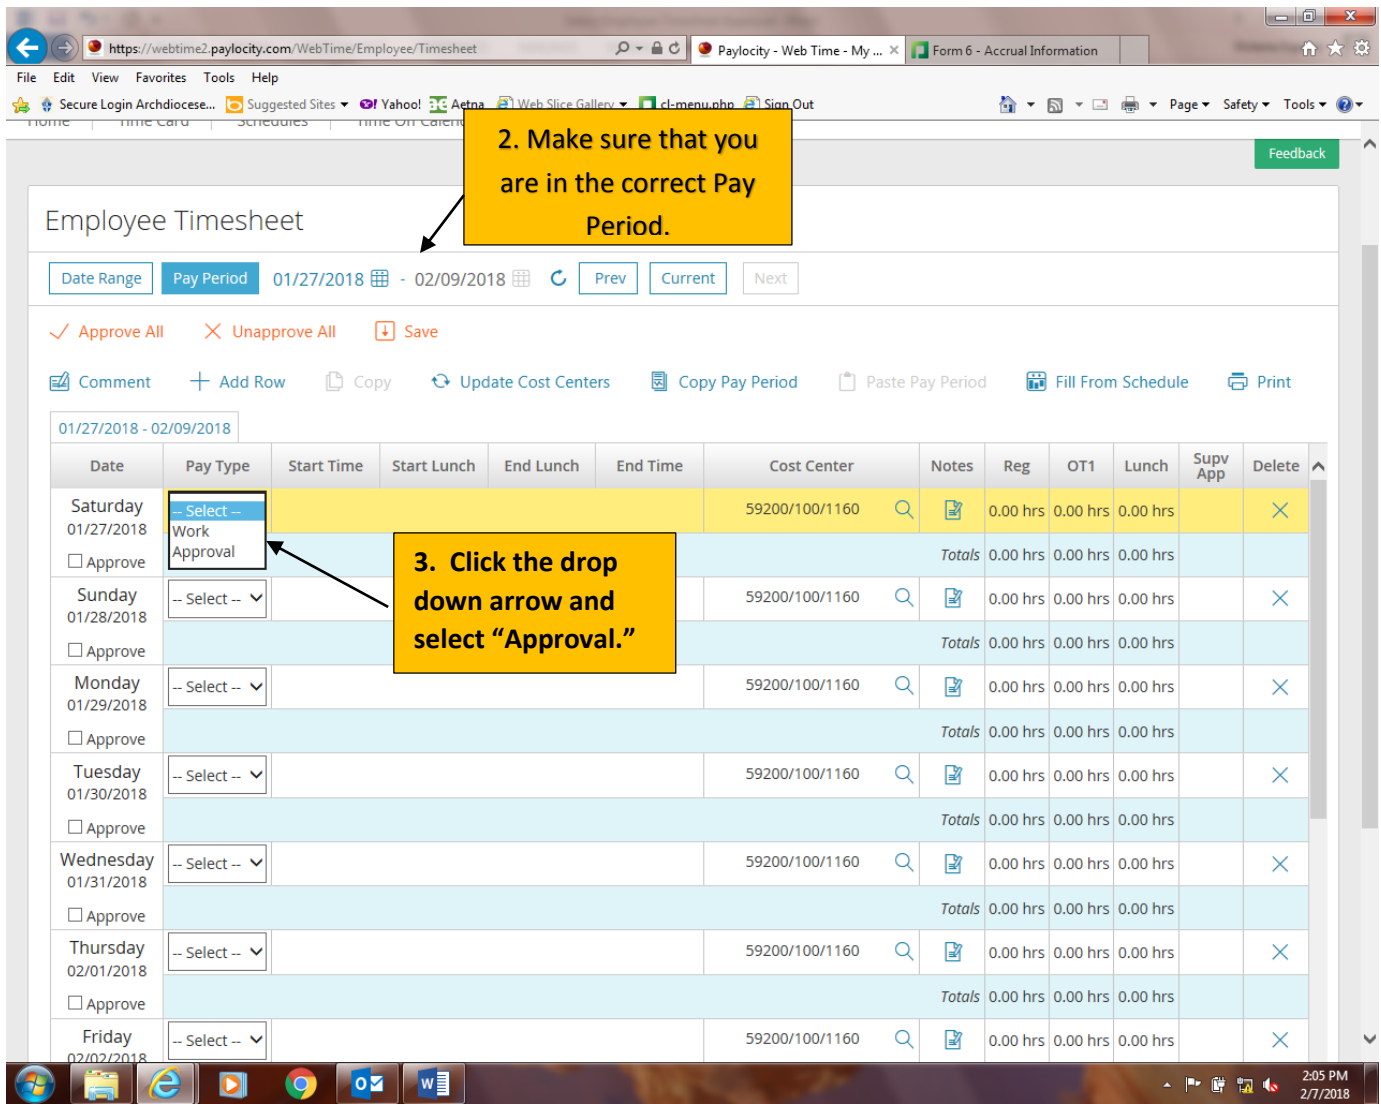 https://webtime2.paylocity.com/WebTime/Employee/Timesheet
Paylocity - Web Time - My ...
Form 6 - Accrual Information
File Edit View Favorites Tools Help
Secure Login Archdiocese... Suggested Sites Yahoo! Aetna Web Slice Gallery cl-menu.php Sign Out
Page Safety Tools
Home Time Card Schedules Time Off Calen
2. Make sure that you
are in the correct Pay
Period.
Feedback
Employee Timesheet
Date Range Pay Period 01/27/2018 - 02/09/2018 Prev Current Next
Approve All Unapprove All Save
Comment Add Row Copy Update Cost Centers Copy Pay Period Paste Pay Period Fill From Schedule Print
01/27/2018 - 02/09/2018
Date Pay Type Start Time Start Lunch End Lunch End Time Cost Center Notes Reg OT1 Lunch Supv App Delete
Saturday -- Select -- 59200/100/1160 0.00 hrs 0.00 hrs 0.00 hrs
01/27/2018 Work
Approve Approval Totals 0.00 hrs 0.00 hrs 0.00 hrs
3. Click the drop
down arrow and
select “Approval.”
Sunday -- Select -- 59200/100/1160 0.00 hrs 0.00 hrs 0.00 hrs
01/28/2018
Approve Totals 0.00 hrs 0.00 hrs 0.00 hrs
Monday -- Select -- 59200/100/1160 0.00 hrs 0.00 hrs 0.00 hrs
01/29/2018
Approve Totals 0.00 hrs 0.00 hrs 0.00 hrs
Tuesday -- Select -- 59200/100/1160 0.00 hrs 0.00 hrs 0.00 hrs
01/30/2018
Approve Totals 0.00 hrs 0.00 hrs 0.00 hrs
Wednesday -- Select -- 59200/100/1160 0.00 hrs 0.00 hrs 0.00 hrs
01/31/2018
Approve Totals 0.00 hrs 0.00 hrs 0.00 hrs
Thursday -- Select -- 59200/100/1160 0.00 hrs 0.00 hrs 0.00 hrs
02/01/2018
Approve Totals 0.00 hrs 0.00 hrs 0.00 hrs
Friday -- Select -- 59200/100/1160 0.00 hrs 0.00 hrs 0.00 hrs
02/02/2018
2:05 PM
2/7/2018